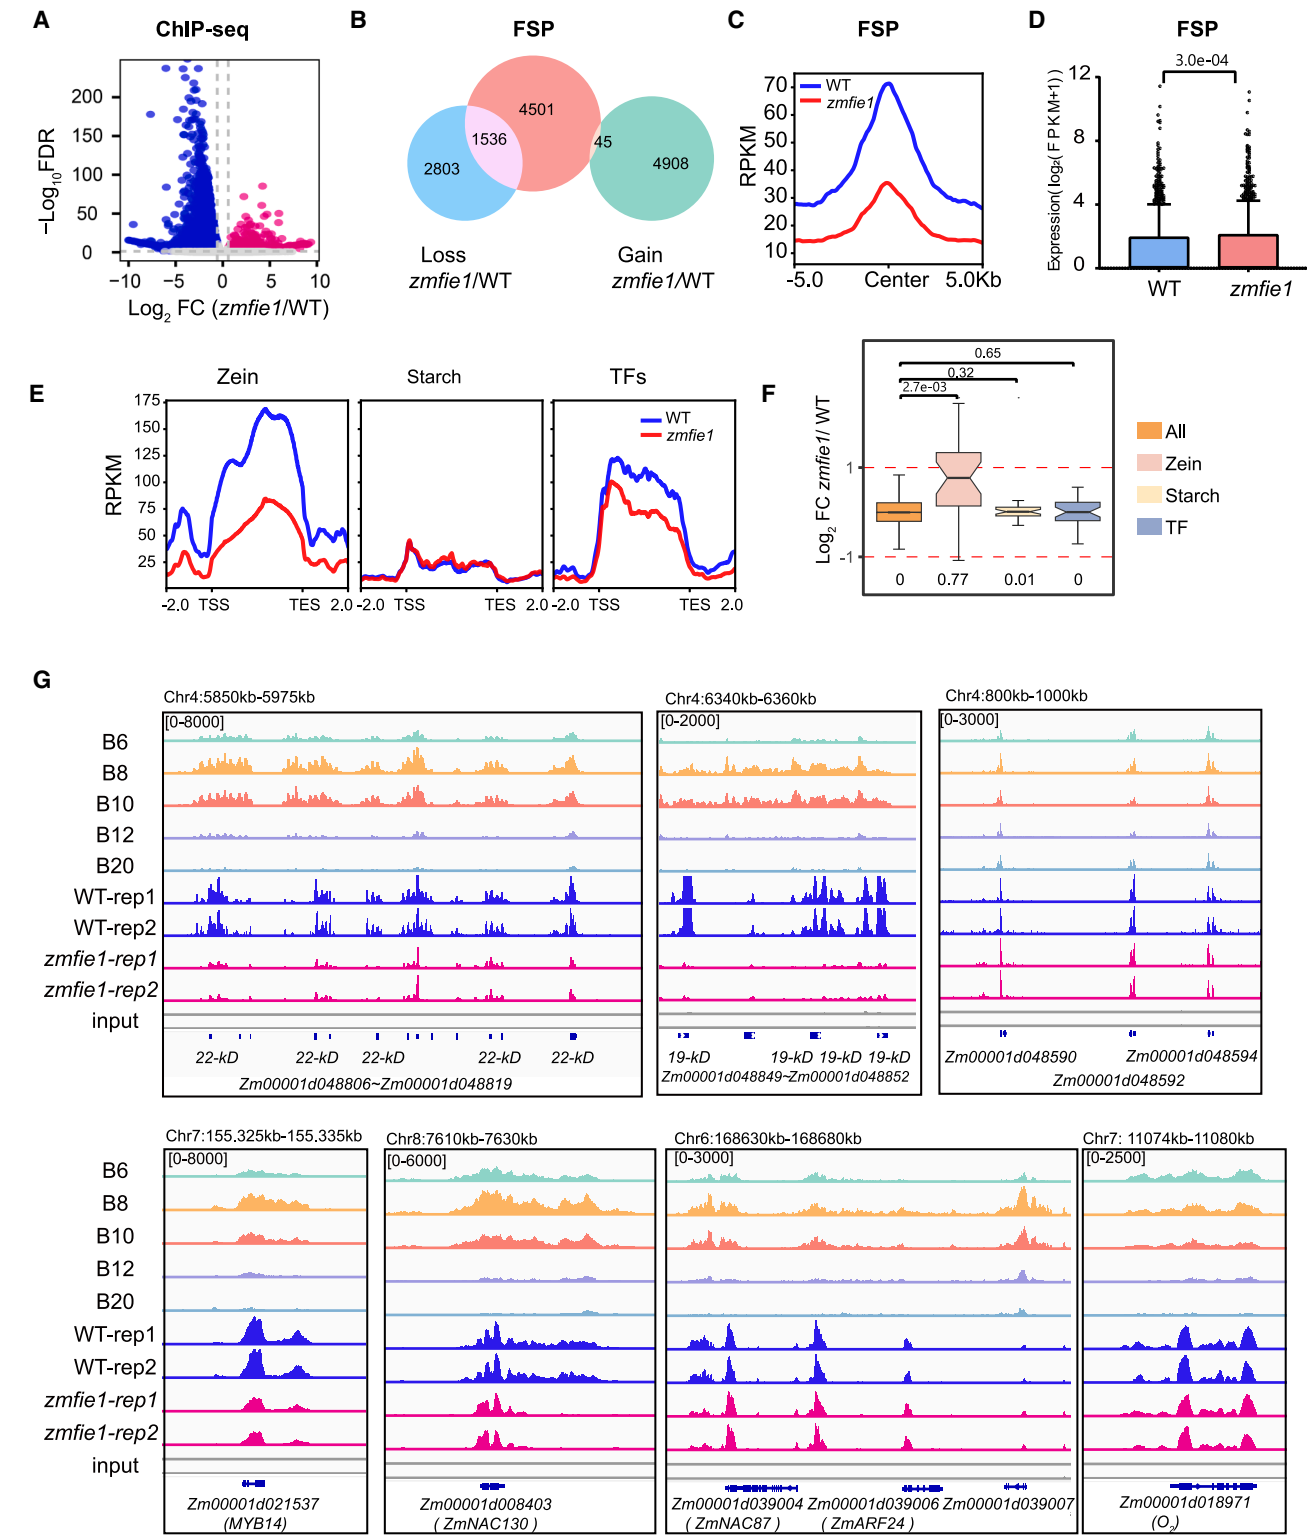 A
ChIP-seq
−Log10FDR
200
150
100
50
0
−10
−5
0
5
10
Log2 FC (zmfie1/WT)
B
FSP
4501
1536
2803
45
4908
Loss
zmfie1/WT
Gain
zmfie1/WT
C
FSP
WT
zmfie1
RPKM
70
60
50
40
30
20
10
-5.0
Center
5.0Kb
D
FSP
3.0e-04
Expression( log2( FPKM+1) )
12
8
4
0
WT
zmfie1
E
Zein
Starch
TFs
WT
zmfie1
RPKM
175
150
125
100
75
50
25
-2.0 TSS TES 2.0
-2.0 TSS TES 2.0
-2.0 TSS TES 2.0
F
0.65
0.32
2.7e-03
Log2 FC zmfie1/ WT
1
-1
0
0.77
0.01
0
All
Zein
Starch
TF
G
Chr4:5850kb-5975kb
Chr4:6340kb-6360kb
Chr4:800kb-1000kb
[0-8000]
[0-2000]
[0-3000]
B6
B8
B10
B12
B20
WT-rep1
WT-rep2
zmfie1-rep1
zmfie1-rep2
input
22-kD 22-kD 22-kD 22-kD 22-kD
Zm00001d048806~Zm00001d048819
19-kD 19-kD 19-kD 19-kD
Zm00001d048849~Zm00001d048852
Zm00001d048590 Zm00001d048594
Zm00001d048592
Chr7:155.325kb-155.335kb
Chr8:7610kb-7630kb
Chr6:168630kb-168680kb
Chr7: 11074kb-11080kb
[0-8000]
[0-6000]
[0-3000]
[0-2500]
B6
B8
B10
B12
B20
WT-rep1
WT-rep2
zmfie1-rep1
zmfie1-rep2
input
Zm00001d021537
(MYB14)
Zm00001d008403
( ZmNAC130 )
Zm00001d039004 Zm00001d039006 Zm00001d039007
( ZmNAC87 ) ( ZmARF24 )
Zm00001d018971
(O2)